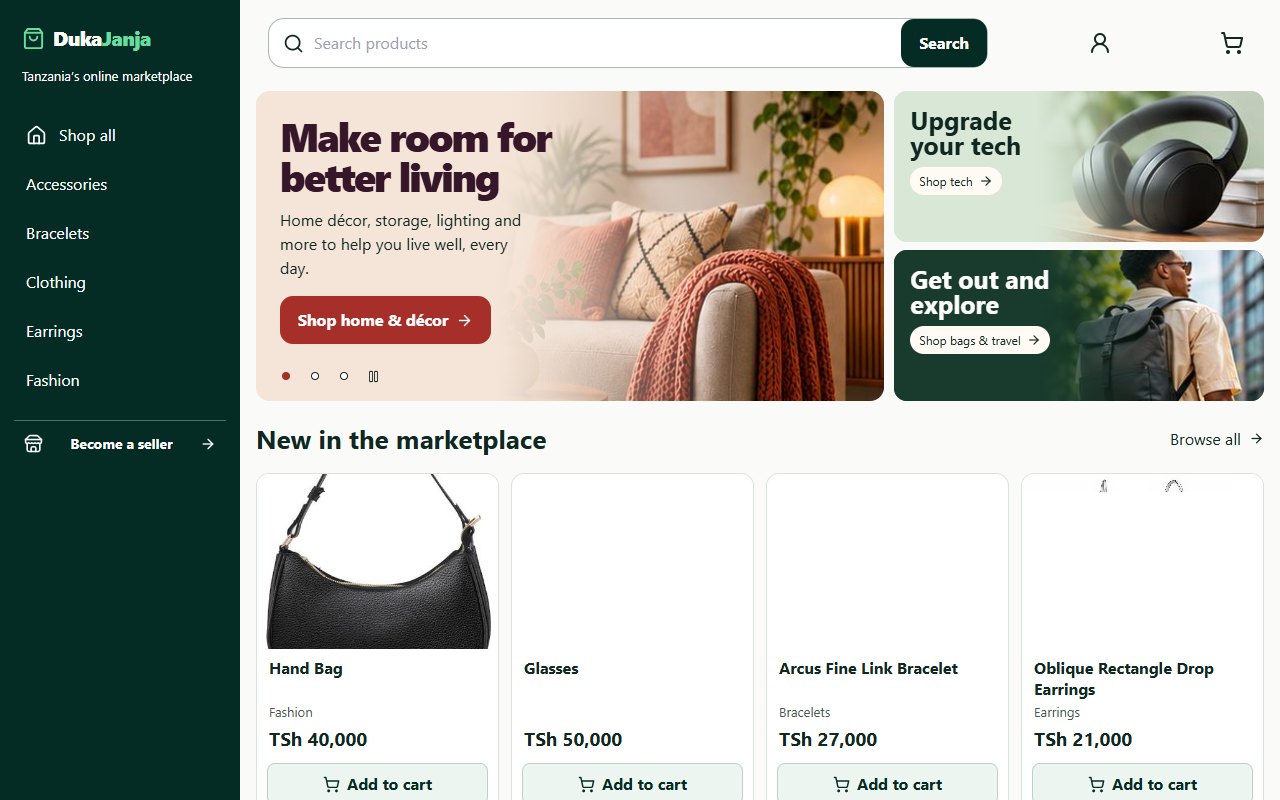 DukaJanja
Tanzania's online marketplace
Shop all
Accessories
Bracelets
Clothing
Earrings
Fashion
Become a seller
Search products
Search
Make room for
better living
Home décor, storage, lighting and
more to help you live well, every
day.
Shop home & décor
Upgrade
your tech
Shop tech
Get out and
explore
Shop bags & travel
New in the marketplace
Browse all
Hand Bag
Fashion
TSh 40,000
Add to cart
Glasses
TSh 50,000
Add to cart
Arcus Fine Link Bracelet
Bracelets
TSh 27,000
Add to cart
Oblique Rectangle Drop
Earrings
Earrings
TSh 21,000
Add to cart